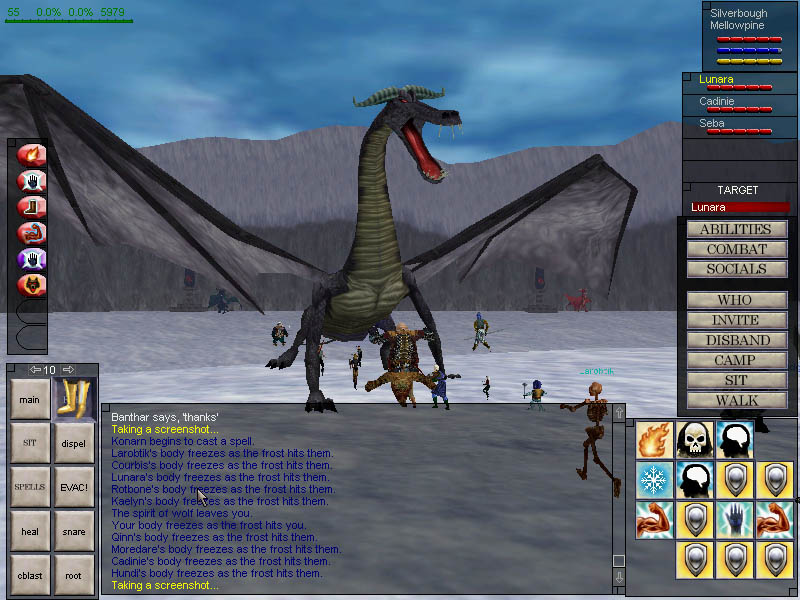 55 0.0% 0.0% 5979
Silverbough
Mellowpine
Lunara
Cadinie
Seba
TARGET
Lunara
ABILITIES
COMBAT
SOCIALS
WHO
INVITE
DISBAND
CAMP
SIT
WALK
10
main
SIT
dispel
SPELLS
EVAC!
heal
snare
cblast
root
Larobtik
Banthar says, 'thanks'
Taking a screenshot...
Konarn begins to cast a spell.
Larobtik's body freezes as the frost hits them.
Courbis's body freezes as the frost hits them.
Lunara's body freezes as the frost hits them.
Rotbone's body freezes as the frost hits them.
Kaelyn's body freezes as the frost hits them.
The spirit of wolf leaves you.
Your body freezes as the frost hits you.
Qinn's body freezes as the frost hits them.
Moredare's body freezes as the frost hits them.
Cadinie's body freezes as the frost hits them.
Hundi's body freezes as the frost hits them.
Taking a screenshot...